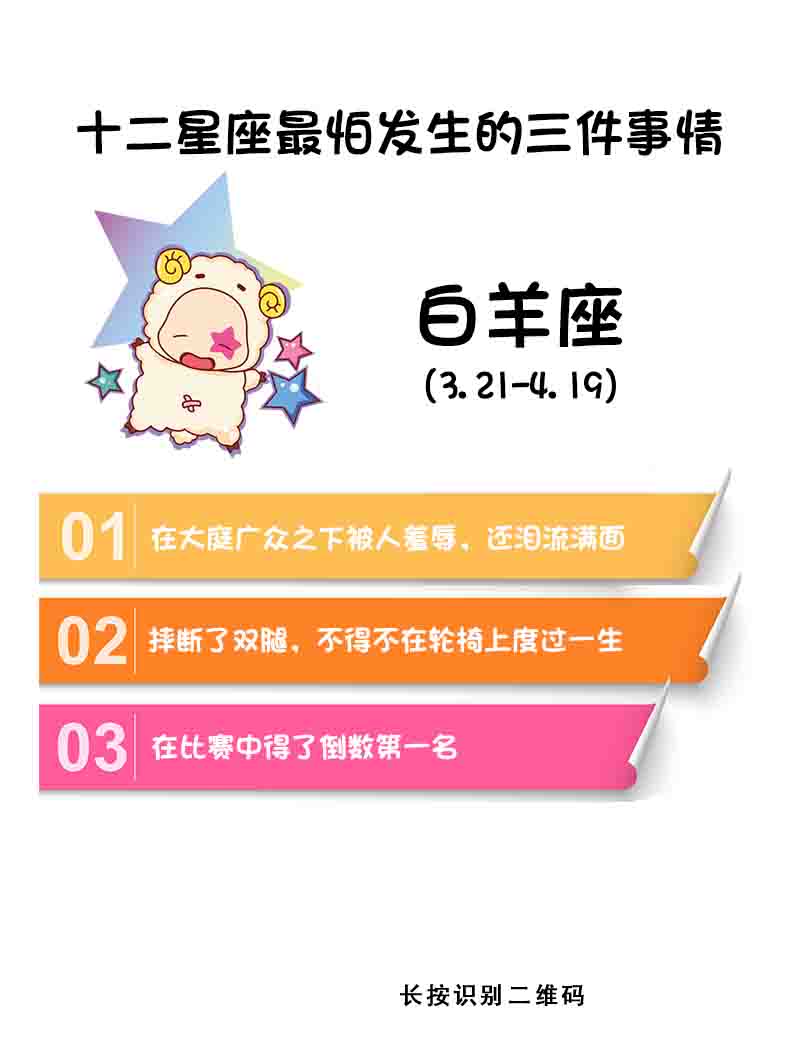 十二星座最怕发生的三件事情
白羊座
(3.21-4.19)
01 在大庭广众之下被人羞辱，还泪流满面
02 摔断了双腿，不得不在轮椅上度过一生
03 在比赛中得了倒数第一名
长按识别二维码